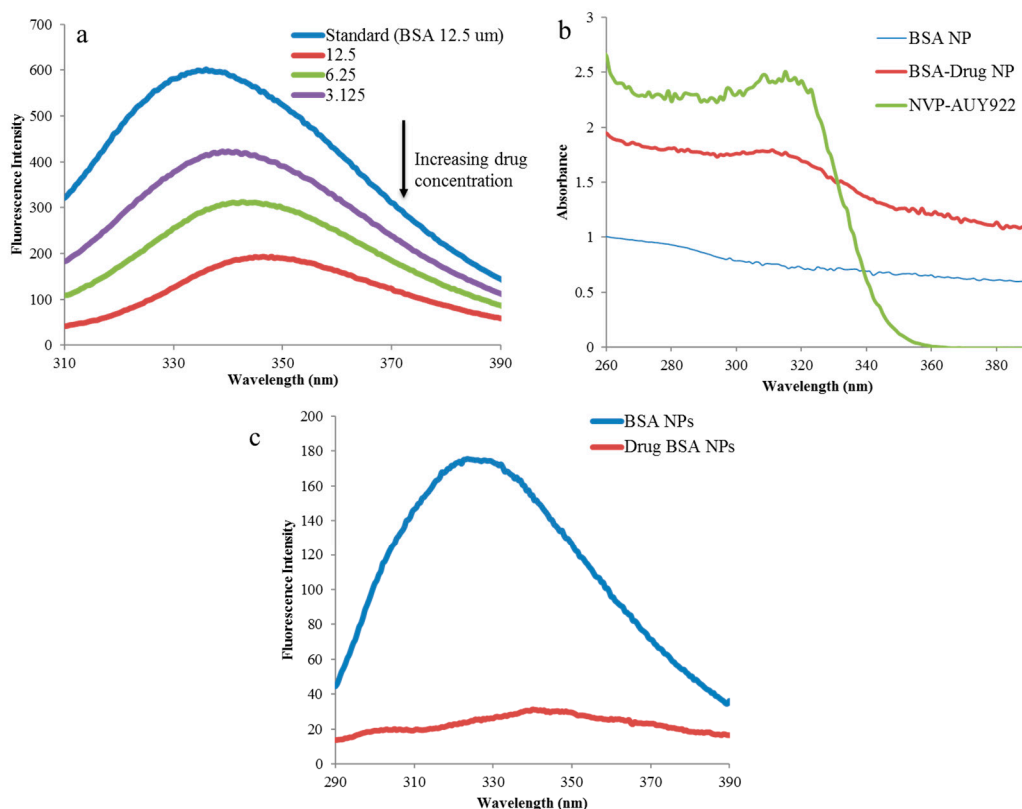 a
Standard (BSA 12.5 um)
12.5
6.25
3.125
Increasing drug
concentration
Fluorescence Intensity
700
600
500
400
300
200
100
0
310
330
350
370
390
Wavelength (nm)
b
BSA NP
BSA-Drug NP
NVP-AUY922
Absorbance
3
2.5
2
1.5
1
0.5
0
260
280
300
320
340
360
380
Wavelength (nm)
c
BSA NPs
Drug BSA NPs
Fluorescence Intensity
200
180
160
140
120
100
80
60
40
20
0
290
310
330
350
370
390
Wavelength (nm)